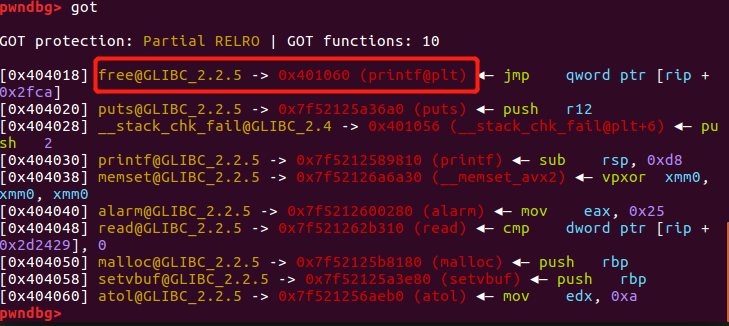 pwndbg> got
GOT protection: Partial RELRO | GOT functions: 10
[0x404018] free@GLIBC_2.2.5 -> 0x401060 (printf@plt) ◂— jmp    qword ptr [rip +
0x2fca]
[0x404020] puts@GLIBC_2.2.5 -> 0x7f52125a36a0 (puts) ◂— push   r12
[0x404028] __stack_chk_fail@GLIBC_2.4 -> 0x401056 (__stack_chk_fail@plt+6) ◂— pu
sh   2
[0x404030] printf@GLIBC_2.2.5 -> 0x7f5212589810 (printf) ◂— sub    rsp, 0xd8
[0x404038] memset@GLIBC_2.2.5 -> 0x7f52126a6a30 (__memset_avx2) ◂— vpxor  xmm0,
xmm0, xmm0
[0x404040] alarm@GLIBC_2.2.5 -> 0x7f5212600280 (alarm) ◂— mov    eax, 0x25
[0x404048] read@GLIBC_2.2.5 -> 0x7f521262b310 (read) ◂— cmp    dword ptr [rip +
0x2d2429], 0
[0x404050] malloc@GLIBC_2.2.5 -> 0x7f52125b8180 (malloc) ◂— push   rbp
[0x404058] setvbuf@GLIBC_2.2.5 -> 0x7f52125a3e80 (setvbuf) ◂— push   rbp
[0x404060] atol@GLIBC_2.2.5 -> 0x7f521256aeb0 (atol) ◂— mov    edx, 0xa
pwndbg>